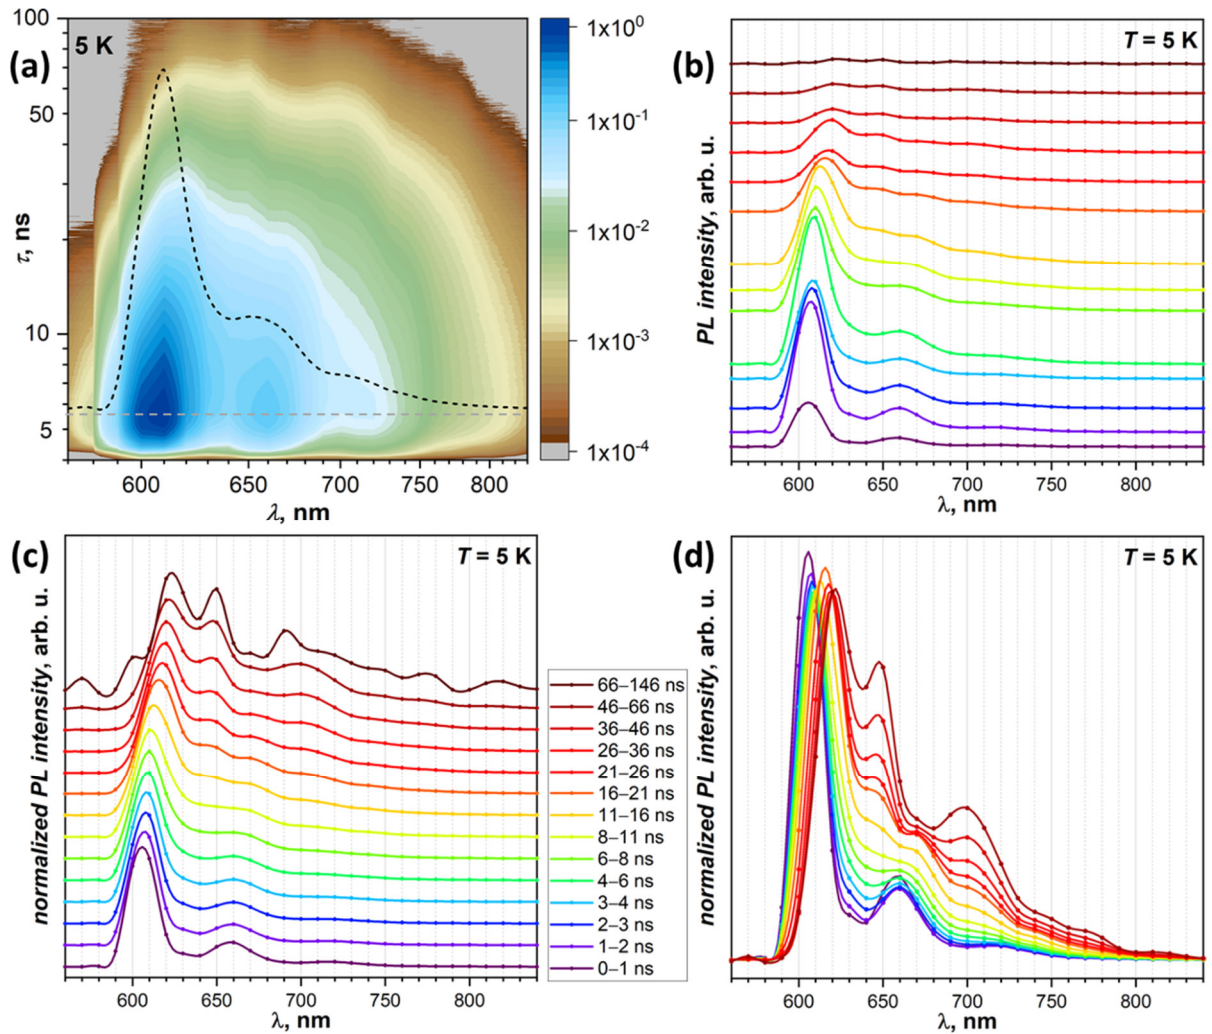 (a)
5 K
100
50
10
5
τ, ns
600 650 700 750 800
λ, nm
1x10⁰
1x10⁻¹
1x10⁻²
1x10⁻³
1x10⁻⁴
(b)
T = 5 K
PL intensity, arb. u.
600 650 700 750 800
λ, nm
(c)
T = 5 K
normalized PL intensity, arb. u.
600 650 700 750 800
λ, nm
66–146 ns
46–66 ns
36–46 ns
26–36 ns
21–26 ns
16–21 ns
11–16 ns
8–11 ns
6–8 ns
4–6 ns
3–4 ns
2–3 ns
1–2 ns
0–1 ns
(d)
T = 5 K
normalized PL intensity, arb. u.
600 650 700 750 800
λ, nm